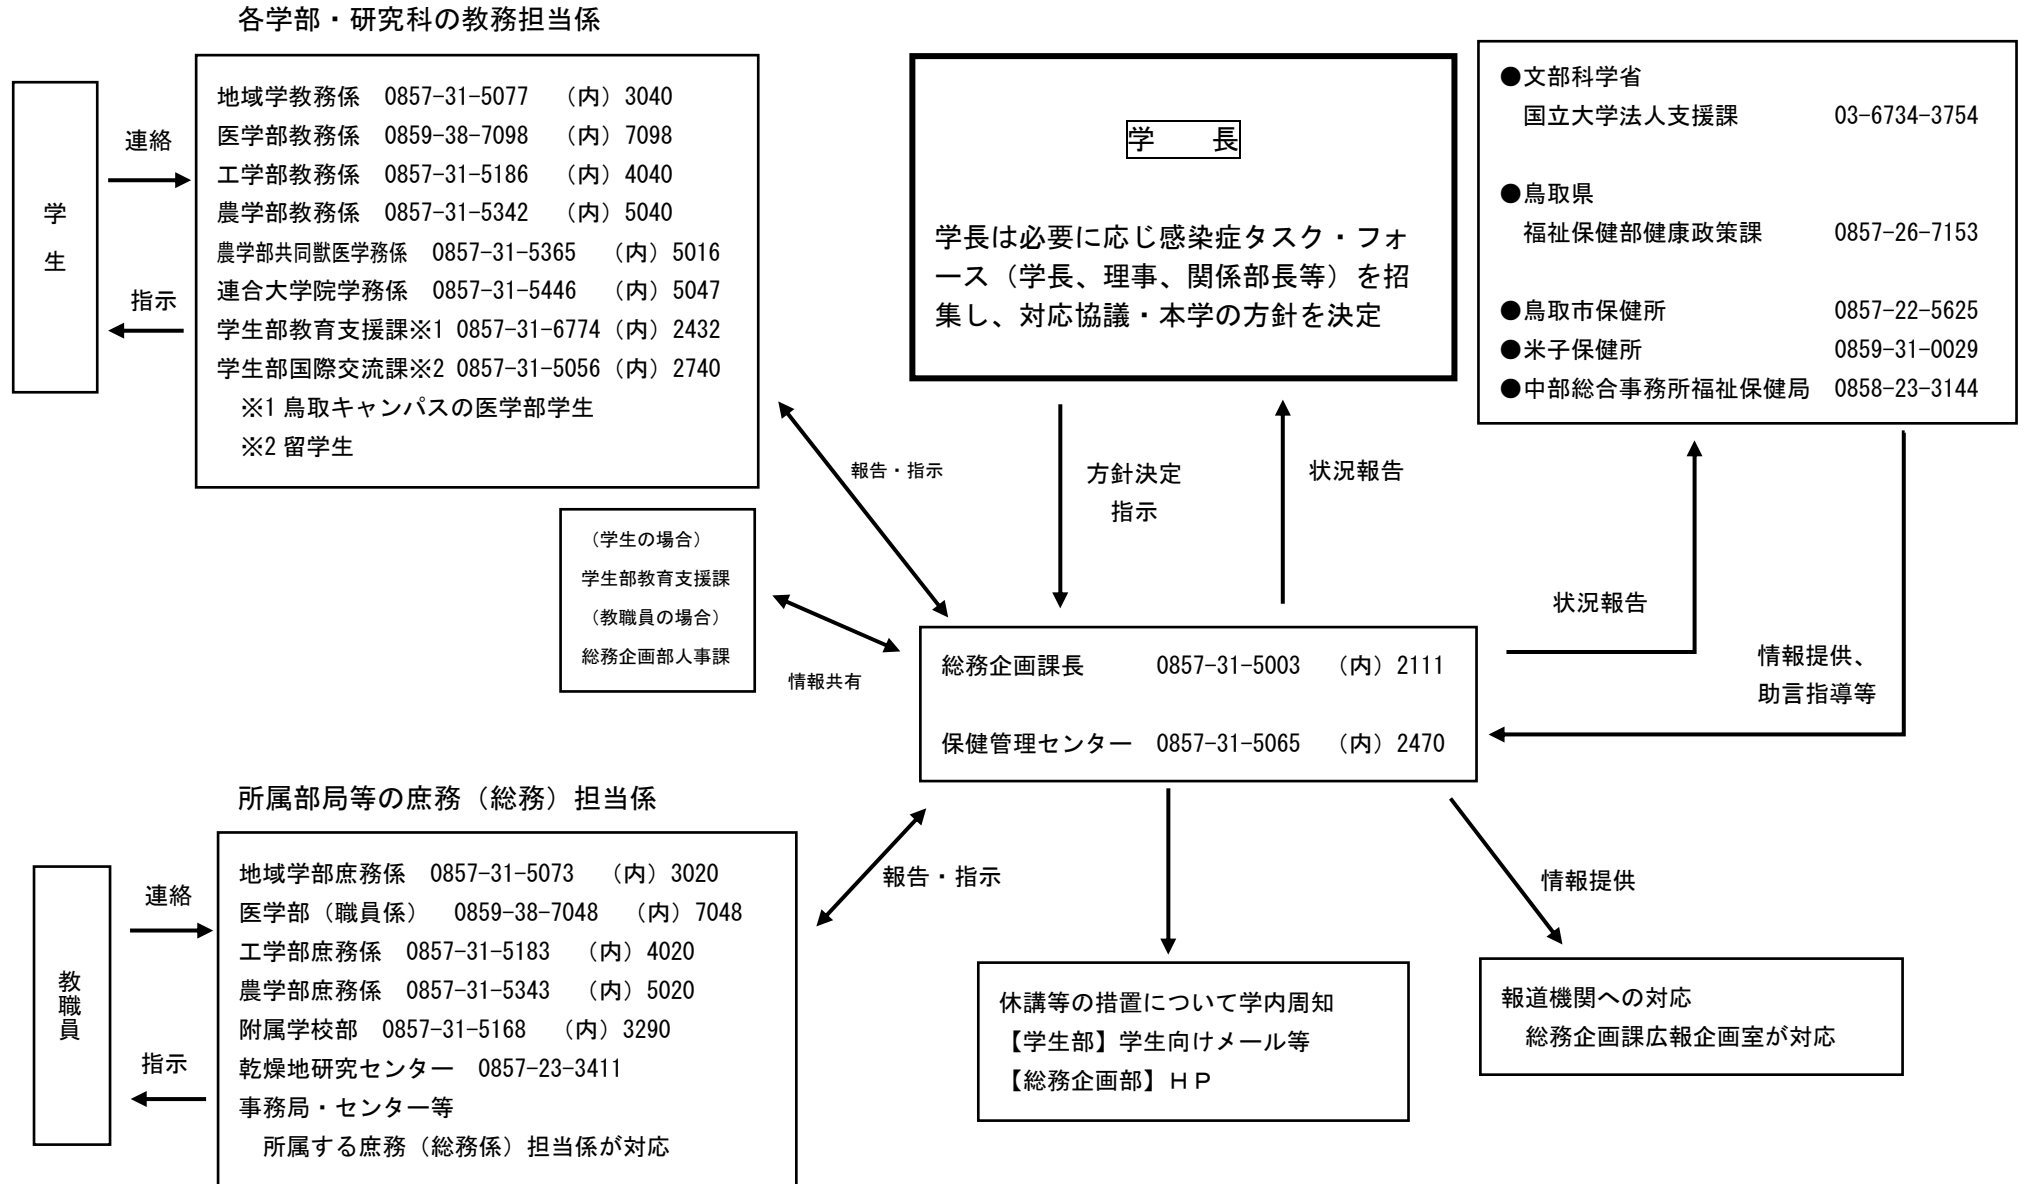 各学部・研究科の教務担当係
学生
連絡
指示
地域学教務係 0857-31-5077 （内）3040
医学部教務係 0859-38-7098 （内）7098
工学部教務係 0857-31-5186 （内）4040
農学部教務係 0857-31-5342 （内）5040
農学部共同獣医学務係 0857-31-5365 （内）5016
連合大学院学務係 0857-31-5446 （内）5047
学生部教育支援課※1 0857-31-6774（内）2432
学生部国際交流課※2 0857-31-5056（内）2740
※1 鳥取キャンパスの医学部学生
※2 留学生
学 長
学長は必要に応じ感染症タスク・フォ
ース（学長、理事、関係部長等）を招
集し、対応協議・本学の方針を決定
●文部科学省
国立大学法人支援課 03-6734-3754
●鳥取県
福祉保健部健康政策課 0857-26-7153
●鳥取市保健所 0857-22-5625
●米子保健所 0859-31-0029
●中部総合事務所福祉保健局 0858-23-3144
報告・指示
方針決定
指示
状況報告
（学生の場合）
学生部教育支援課
（教職員の場合）
総務企画部人事課
情報共有
状況報告
情報提供、
助言指導等
総務企画課長 0857-31-5003 （内）2111
保健管理センター 0857-31-5065 （内）2470
所属部局等の庶務（総務）担当係
教職員
連絡
指示
地域学部庶務係 0857-31-5073 （内）3020
医学部（職員係） 0859-38-7048 （内）7048
工学部庶務係 0857-31-5183 （内）4020
農学部庶務係 0857-31-5343 （内）5020
附属学校部 0857-31-5168 （内）3290
乾燥地研究センター 0857-23-3411
事務局・センター等
所属する庶務（総務係）担当係が対応
報告・指示
情報提供
休講等の措置について学内周知
【学生部】学生向けメール等
【総務企画部】ＨＰ
報道機関への対応
総務企画課広報企画室が対応